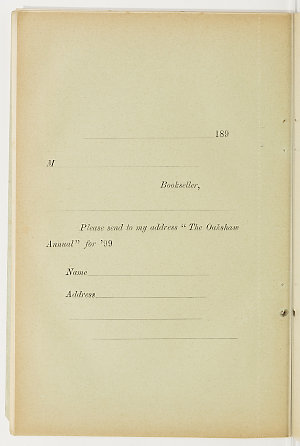 189
M
Bookseller,
Please send to my address "The Oakshaw
Annual" for '99
Name
Address